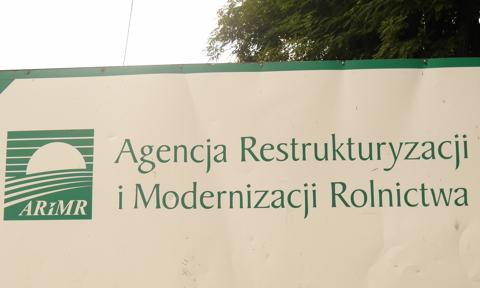 Agencja Restrukturyzacji
i Modernizacji Rolnictwa
ARiMR